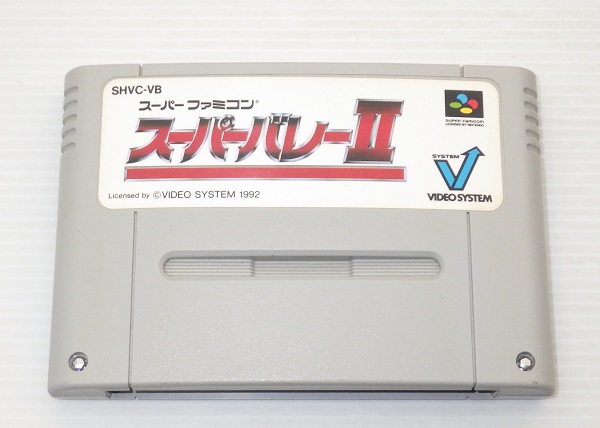 SHVC-VB
スーパーファミコン®
スーパーバレーII
Licensed by ©VIDEO SYSTEM 1992
SUPER FAMICOM
LICENSED BY NINTENDO
SYSTEM
V
VIDEO SYSTEM